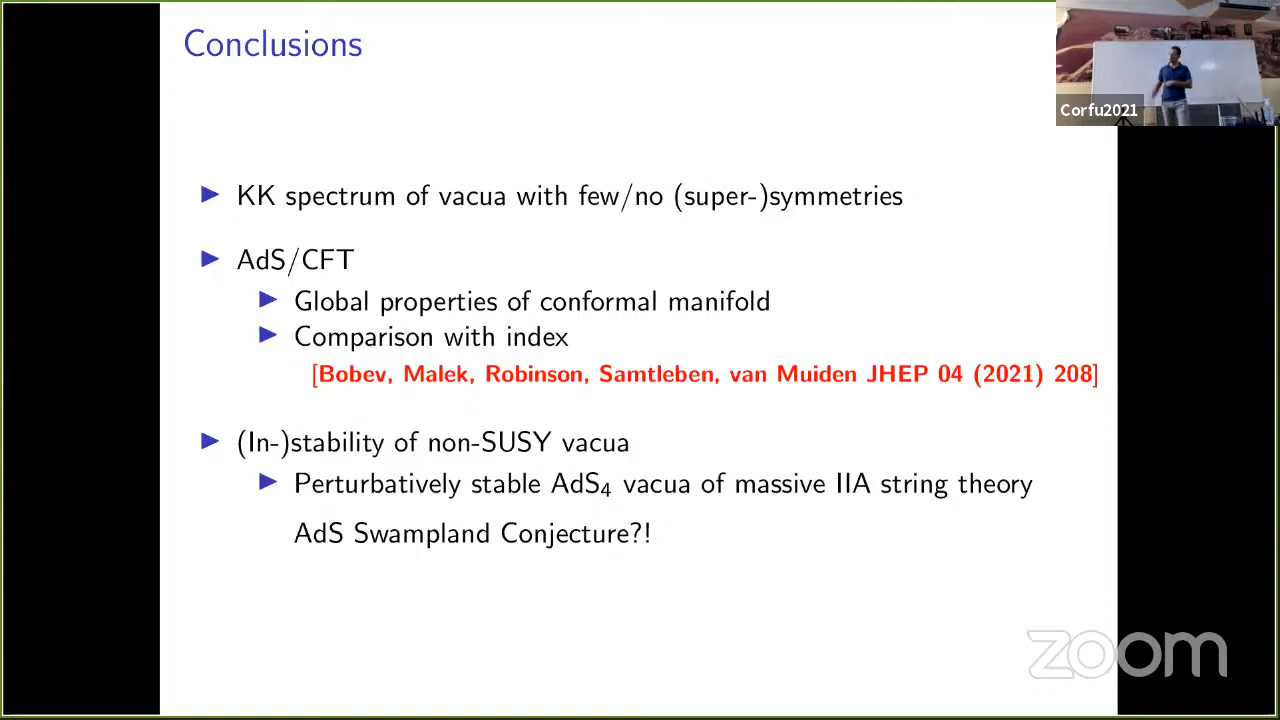 Conclusions
Corfu2021
▶ KK spectrum of vacua with few/no (super-)symmetries
▶ AdS/CFT
▶ Global properties of conformal manifold
▶ Comparison with index
[Bobev, Malek, Robinson, Samtleben, van Muiden JHEP 04 (2021) 208]
▶ (In-)stability of non-SUSY vacua
▶ Perturbatively stable AdS₄ vacua of massive IIA string theory
AdS Swampland Conjecture?!
zoom